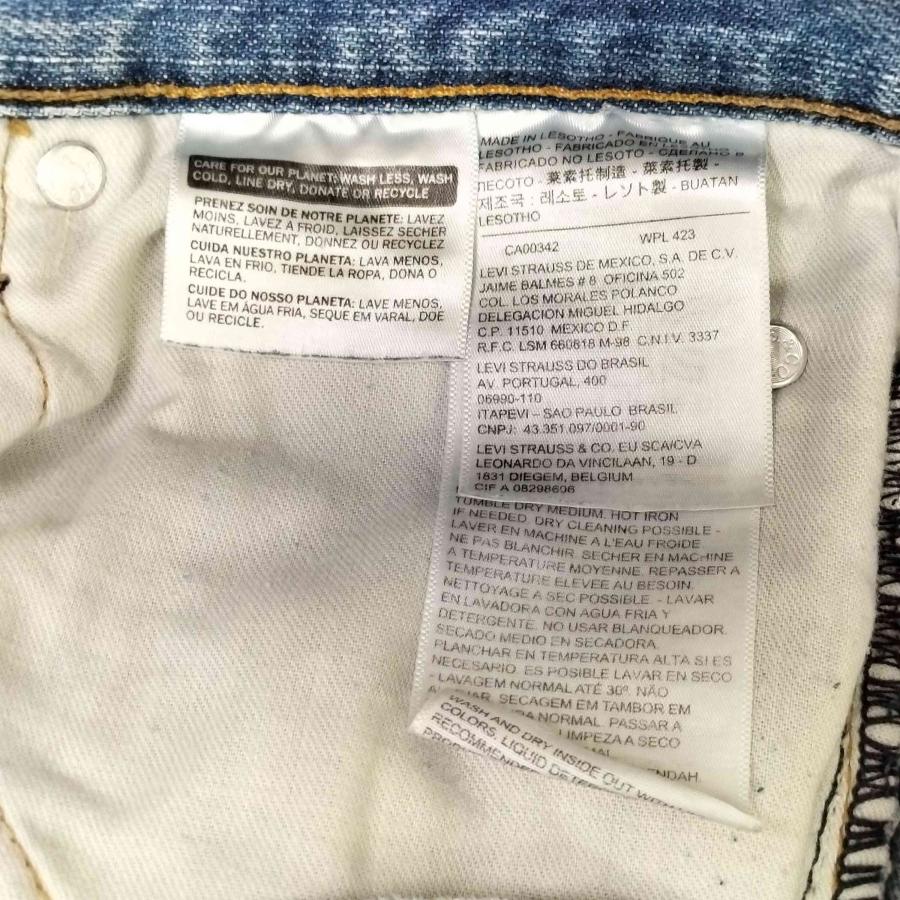 CARE FOR OUR PLANET: WASH LESS, WASH
COLD, LINE DRY, DONATE OR RECYCLE
PRENEZ SOIN DE NOTRE PLANETE: LAVEZ
MOINS, LAVEZ À FROID, LAISSEZ SECHER
NATURELLEMENT, DONNEZ OU RECYCLEZ
CUIDA NUESTRO PLANETA: LAVA MENOS,
LAVA EN FRIO, TIENDE LA ROPA, DONA O
RECICLA.
CUIDE DO NOSSO PLANETA: LAVE MENOS,
LAVE EM ÁGUA FRIA, SEQUE EM VARAL, DOE
OU RECICLE.
MADE IN LESOTHO - FABRIQUE AU
LESOTHO - FABRICADO EN LESOTHO -
FABRICADO NO LESOTO - СДЕЛАНО В
ЛЕСОТО - 萊索托制造 - 萊索托製 -
제조국 : 레소토 - レソト製 - BUATAN
LESOTHO
CA00342 WPL 423
LEVI STRAUSS DE MEXICO, S.A. DE C.V.
JAIME BALMES # 8 OFICINA 502
COL. LOS MORALES POLANCO
DELEGACION MIGUEL HIDALGO
C.P. 11510 MEXICO D.F
R.F.C. LSM 660618 M-98 C.N.I.V. 3337
LEVI STRAUSS DO BRASIL
AV. PORTUGAL, 400
06990-110
ITAPEVI – SAO PAULO BRASIL
CNPJ: 43.351.097/0001-90
LEVI STRAUSS & CO. EU SCA/CVA
LEONARDO DA VINCILAAN, 19 - D
1831 DIEGEM, BELGIUM
CIF A 08298606
TUMBLE DRY MEDIUM. HOT IRON
IF NEEDED. DRY CLEANING POSSIBLE -
LAVER EN MACHINE A L'EAU FROIDE
NE PAS BLANCHIR. SECHER EN MACHINE
A TEMPERATURE MOYENNE. REPASSER A
TEMPERATURE ELEVEE AU BESOIN.
NETTOYAGE A SEC POSSIBLE. - LAVAR
EN LAVADORA CON AGUA FRIA Y
DETERGENTE. NO USAR BLANQUEADOR.
SECADO MEDIO EN SECADORA.
PLANCHAR EN TEMPERATURA ALTA SI ES
NECESARIO. ES POSIBLE LAVAR EN SECO
- LAVAGEM NORMAL ATÉ 30º. NÃO
SECAGEM EM TAMBOR EM
NORMAL. PASSAR A
LIMPEZA A SECO
WASH AND DRY INSIDE OUT WITH
COLORS. LIQUID